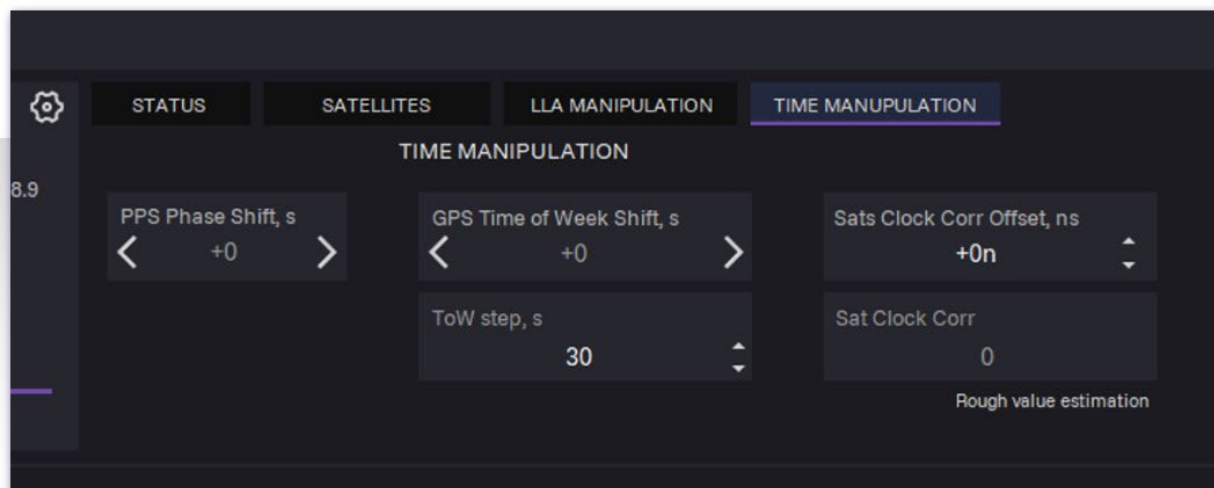 STATUS SATELLITES LLA MANIPULATION TIME MANUPULATION
TIME MANIPULATION
8.9
PPS Phase Shift, s GPS Time of Week Shift, s Sats Clock Corr Offset, ns
+0 +0 +0n
ToW step, s Sat Clock Corr
30 0
Rough value estimation